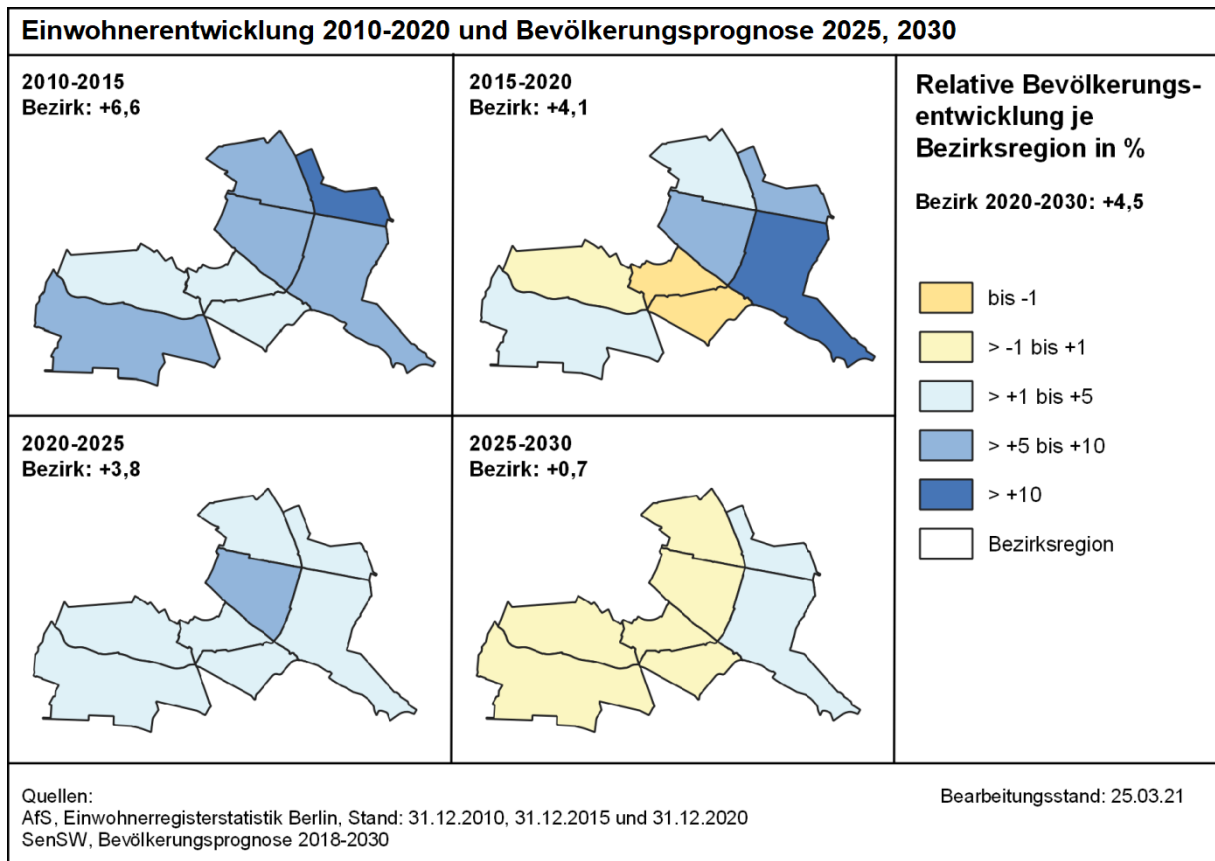 Einwohnerentwicklung 2010-2020 und Bevölkerungsprognose 2025, 2030
2010-2015
Bezirk: +6,6
2015-2020
Bezirk: +4,1
2020-2025
Bezirk: +3,8
2025-2030
Bezirk: +0,7
Relative Bevölkerungs-
entwicklung je
Bezirksregion in %
Bezirk 2020-2030: +4,5
bis -1
> -1 bis +1
> +1 bis +5
> +5 bis +10
> +10
Bezirksregion
Quellen:
AfS, Einwohnerregisterstatistik Berlin, Stand: 31.12.2010, 31.12.2015 und 31.12.2020
SenSW, Bevölkerungsprognose 2018-2030
Bearbeitungsstand: 25.03.21